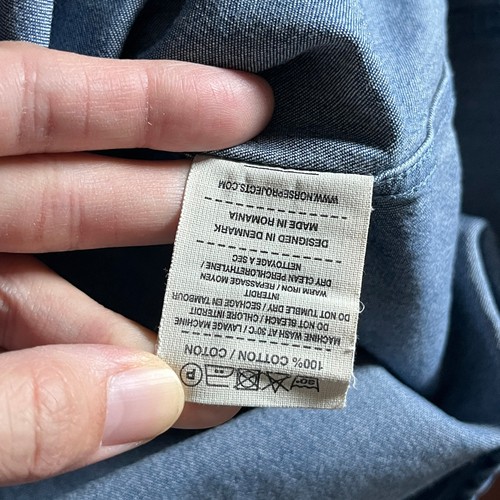 30°
P
100% COTTON / COTON
MACHINE WASH AT 30°C / LAVAGE MACHINE
DO NOT BLEACH / CHLORE INTERDIT
DO NOT TUMBLE DRY / SECHAGE EN TAMBOUR
INTERDIT
WARM IRON / REPASSAGE MOYEN
DRY CLEAN PERCHLORETHYLENE /
NETTOYAGE A SEC
DESIGNED IN DENMARK
MADE IN ROMANIA
WWW.NORSEPROJECTS.COM